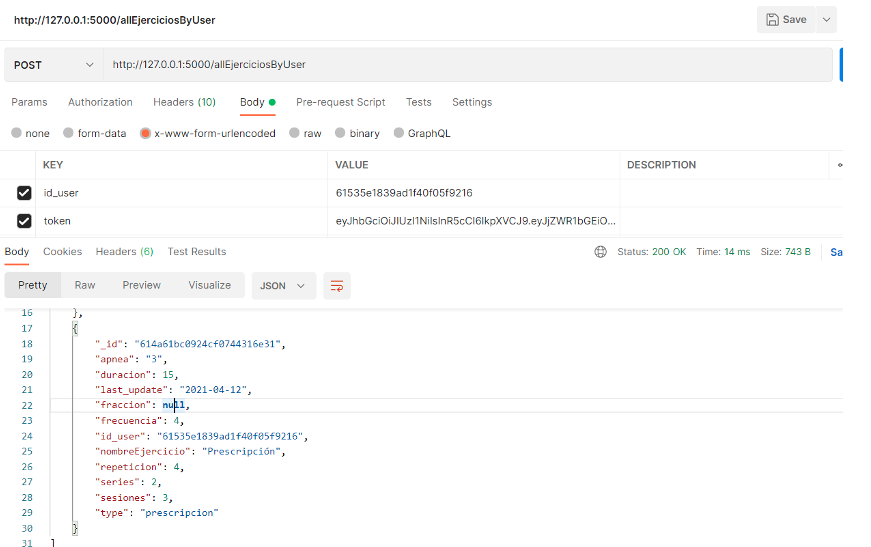 http://127.0.0.1:5000/allEjerciciosByUser Save
POST http://127.0.0.1:5000/allEjerciciosByUser
Params Authorization Headers (10) Body Pre-request Script Tests Settings
none form-data x-www-form-urlencoded raw binary GraphQL
KEY VALUE DESCRIPTION
id_user 61535e1839ad1f40f05f9216
token eyJhbGciOiJIUzI1NiIsInR5cCI6IkpXVCJ9.eyJjZWR1bGEiO...
Body Cookies Headers (6) Test Results Status: 200 OK Time: 14 ms Size: 743 B Sa
Pretty Raw Preview Visualize JSON
16 },
17 {
18 "_id": "614a61bc0924cf0744316e31",
19 "apnea": "3",
20 "duracion": 15,
21 "last_update": "2021-04-12",
22 "fraccion": null,
23 "frecuencia": 4,
24 "id_user": "61535e1839ad1f40f05f9216",
25 "nombreEjercicio": "Prescripción",
26 "repeticion": 4,
27 "series": 2,
28 "sesiones": 3,
29 "type": "prescripcion"
30 }
31 ]